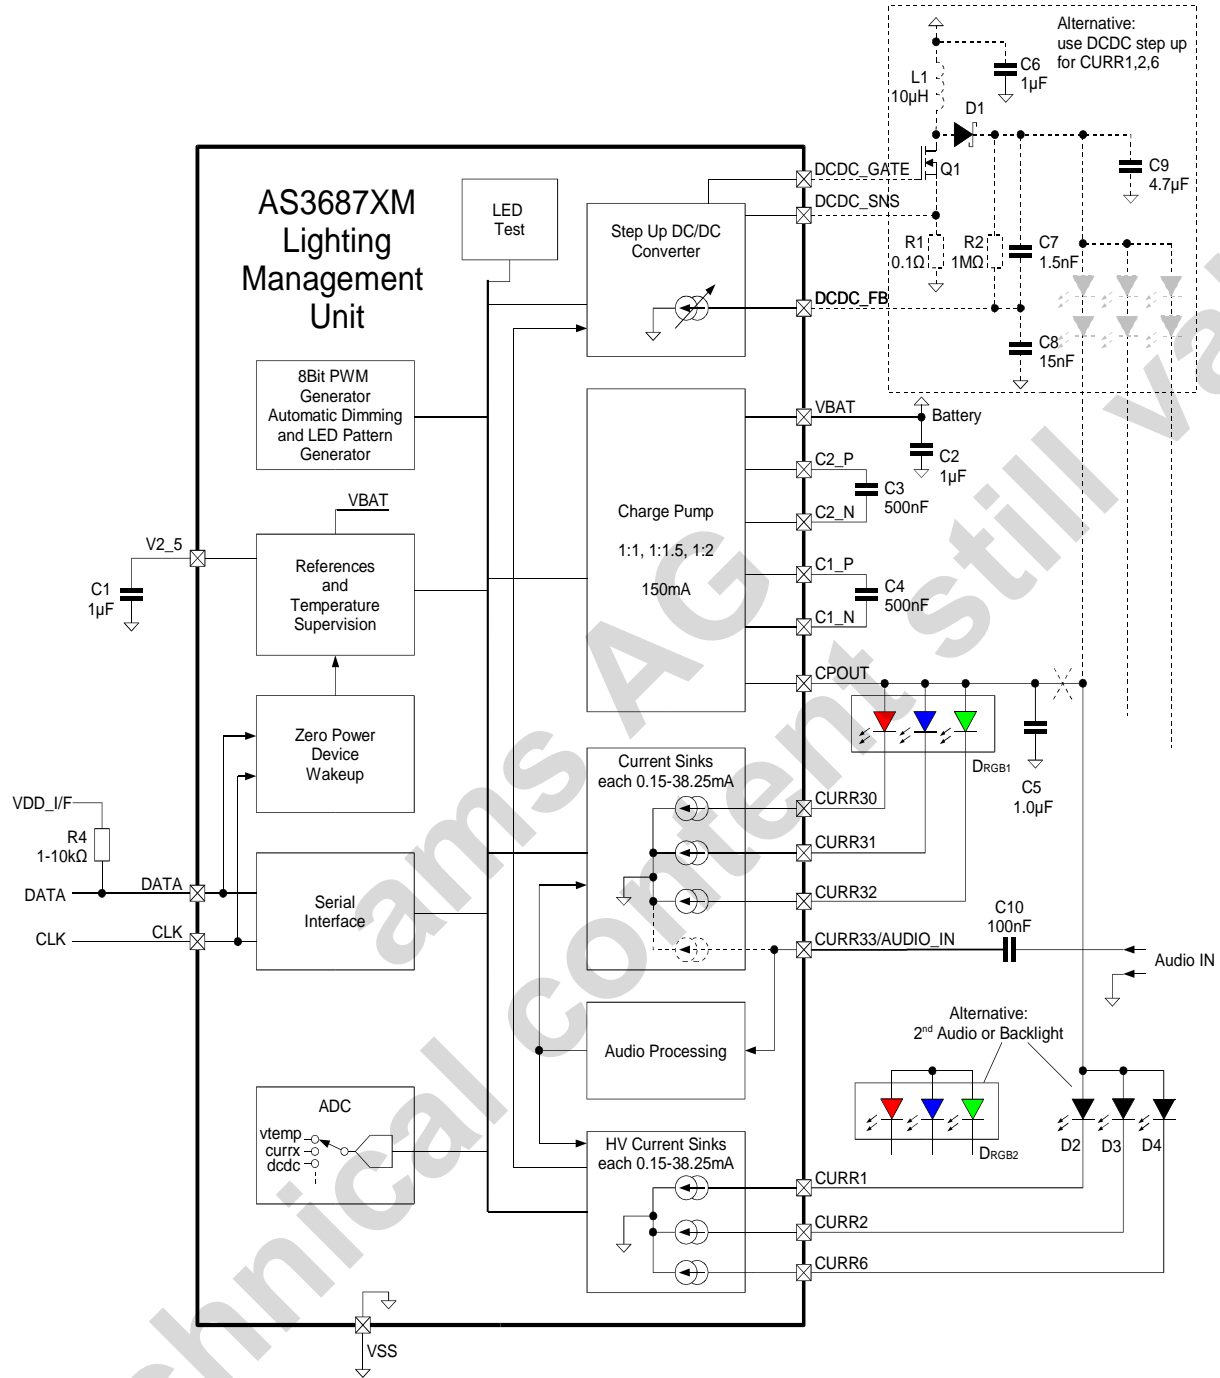 Alternative:
use DCDC step up
for CURR1,2,6
C6
1µF
L1
10µH
D1
DCDC_GATE
Q1
C9
4.7µF
DCDC_SNS
R1
0.1Ω
R2
1MΩ
C7
1.5nF
DCDC_FB
C8
15nF
AS3687XM
Lighting
Management
Unit
LED
Test
Step Up DC/DC
Converter
8Bit PWM
Generator
Automatic Dimming
and LED Pattern
Generator
VBAT
Battery
C2
1µF
C2_P
C3
500nF
C2_N
Charge Pump
1:1, 1:1.5, 1:2
150mA
C1_P
C4
500nF
C1_N
CPOUT
VBAT
V2_5
C1
1µF
References
and
Temperature
Supervision
Zero Power
Device
Wakeup
VDD_I/F
R4
1-10kΩ
DATA
DATA
CLK
CLK
Serial
Interface
Current Sinks
each 0.15-38.25mA
DRGB1
C5
1.0µF
CURR30
CURR31
CURR32
CURR33/AUDIO_IN
C10
100nF
Audio IN
Audio Processing
Alternative:
2nd Audio or Backlight
ADC
vtemp
currx
dcdc
HV Current Sinks
each 0.15-38.25mA
DRGB2
D2
D3
D4
CURR1
CURR2
CURR6
VSS
ams AG
chnical content still va